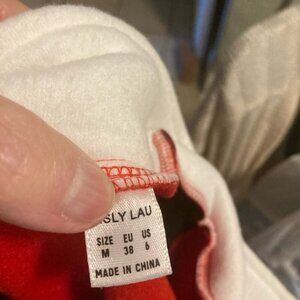 SLY LAU
SIZE EU US
M 38 6
MADE IN CHINA